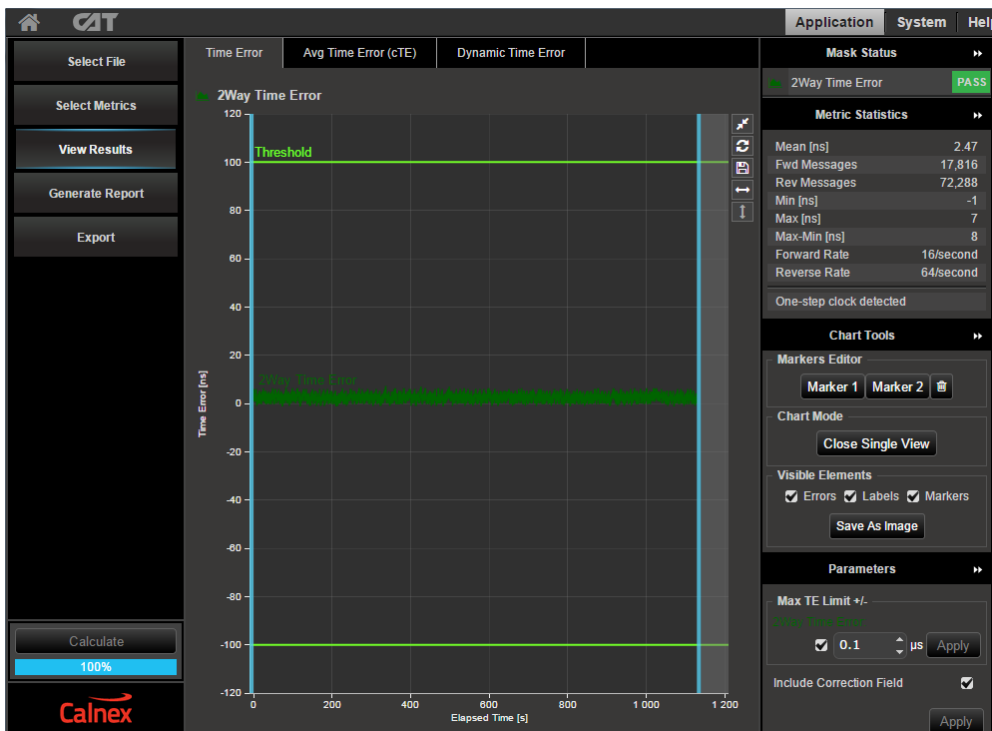 CAT
Application System Help
Select File
Select Metrics
View Results
Generate Report
Export
Calculate
100%
Calnex
Time Error Avg Time Error (cTE) Dynamic Time Error
2Way Time Error
120
100
80
60
40
20
0
-20
-40
-60
-80
-100
-120
Threshold
2Way Time Error
Time Error [ns]
0 200 400 600 800 1 000 1 200
Elapsed Time [s]
Mask Status
2Way Time Error PASS
Metric Statistics
Mean [ns] 2.47
Fwd Messages 17,816
Rev Messages 72,288
Min [ns] -1
Max [ns] 7
Max-Min [ns] 8
Forward Rate 16/second
Reverse Rate 64/second
One-step clock detected
Chart Tools
Markers Editor
Marker 1 Marker 2
Chart Mode
Close Single View
Visible Elements
Errors Labels Markers
Save As Image
Parameters
Max TE Limit +/-
2Way Time Error
0.1 µs Apply
Include Correction Field
Apply